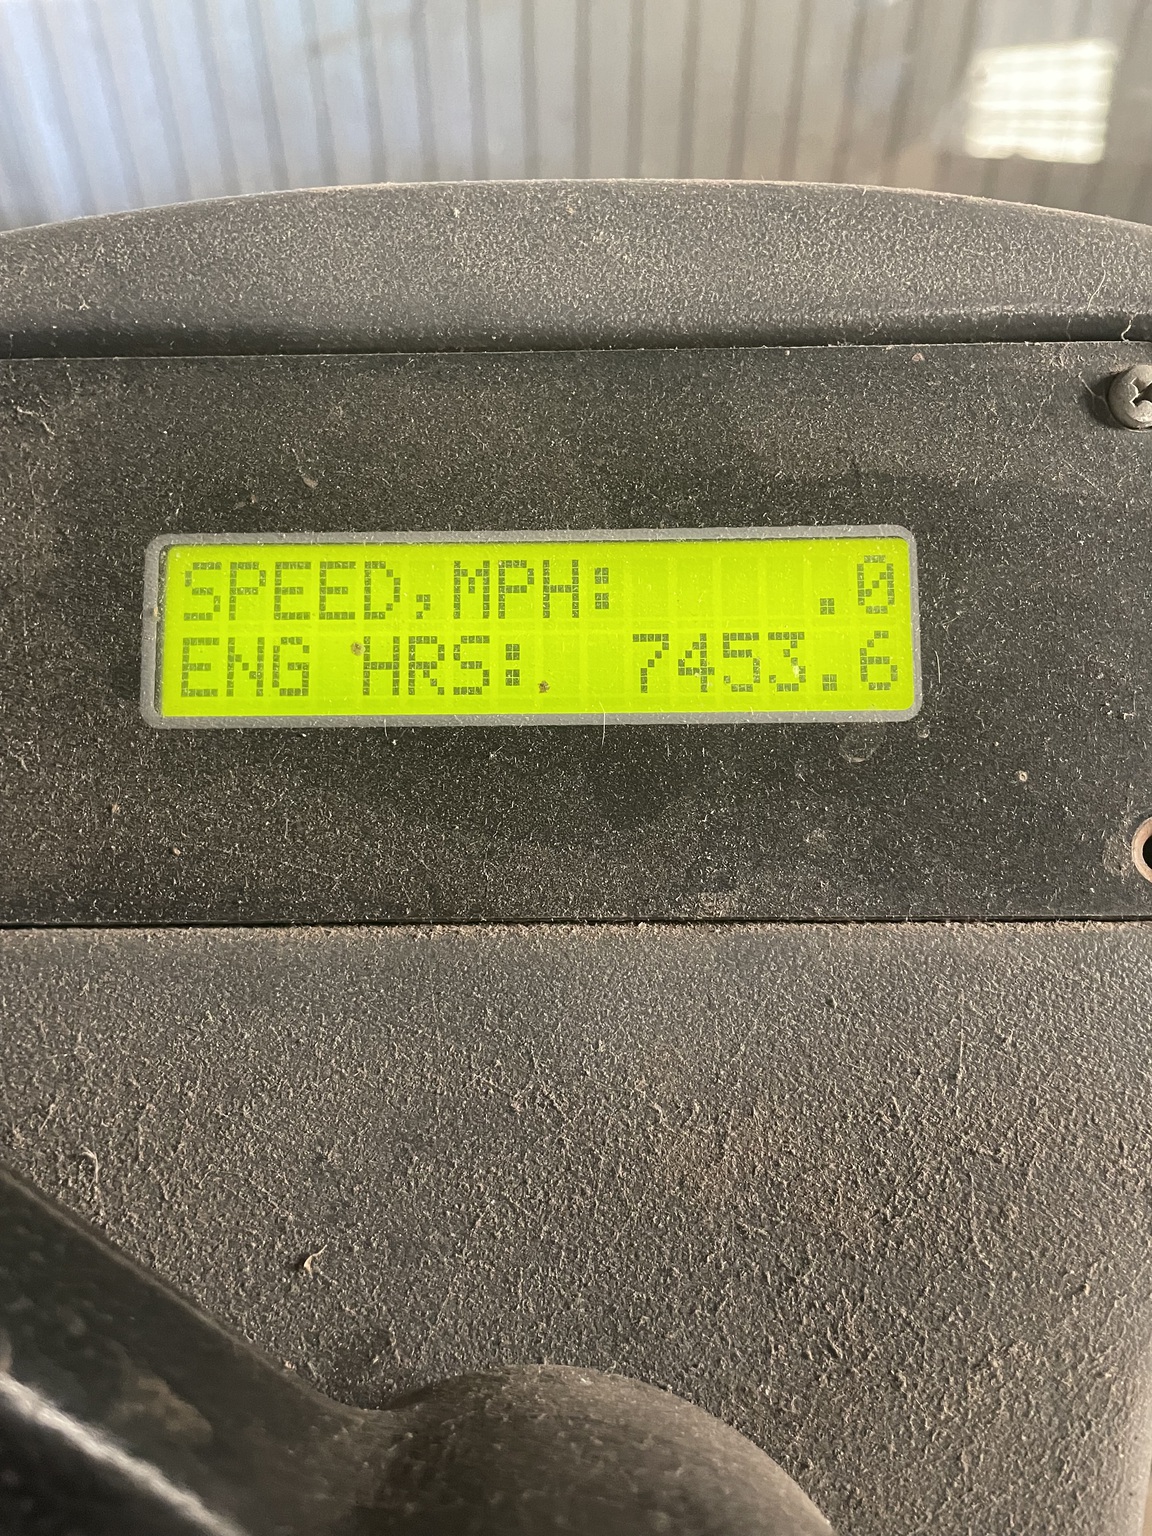 SPEED,MPH: .0
ENG HRS: 7453.6